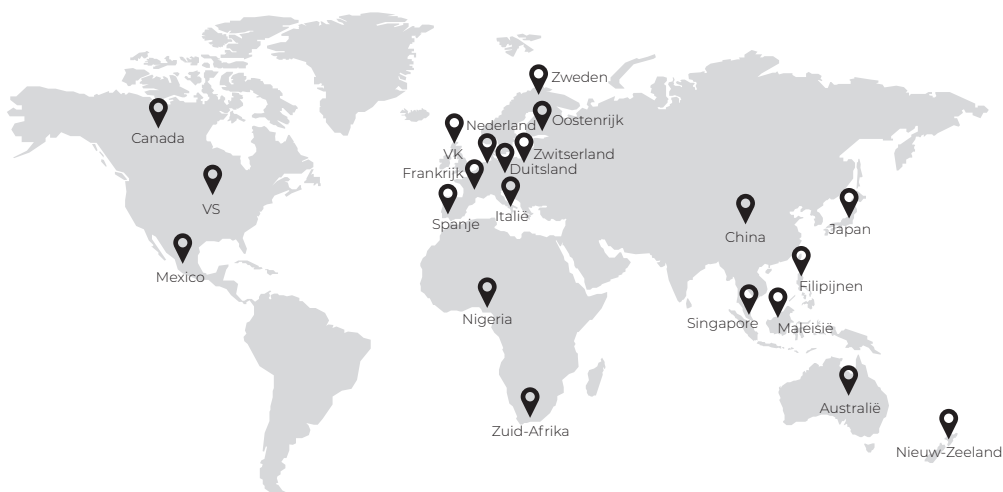 Zweden
Nederland
Oostenrijk
Canada
VK
Zwitserland
Frankrijk
Duitsland
VS
Spanje
Italië
China
Japan
Mexico
Filipijnen
Nigeria
Singapore
Maleisië
Australië
Zuid-Afrika
Nieuw-Zeeland